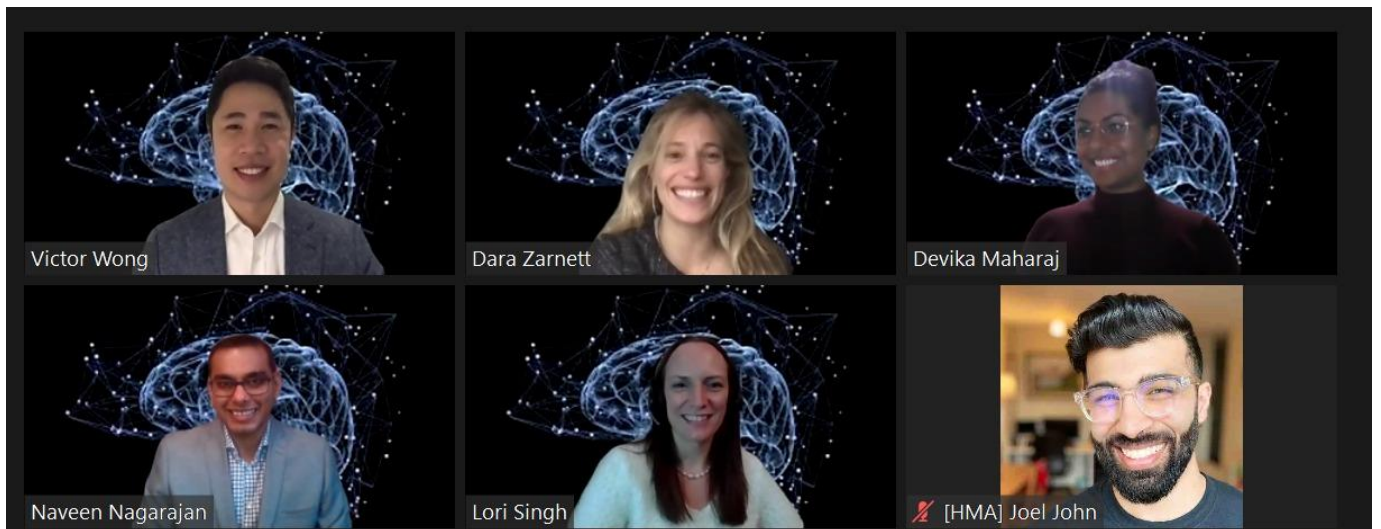 Victor Wong
Dara Zarnett
Devika Maharaj
Naveen Nagarajan
Lori Singh
[HMA] Joel John